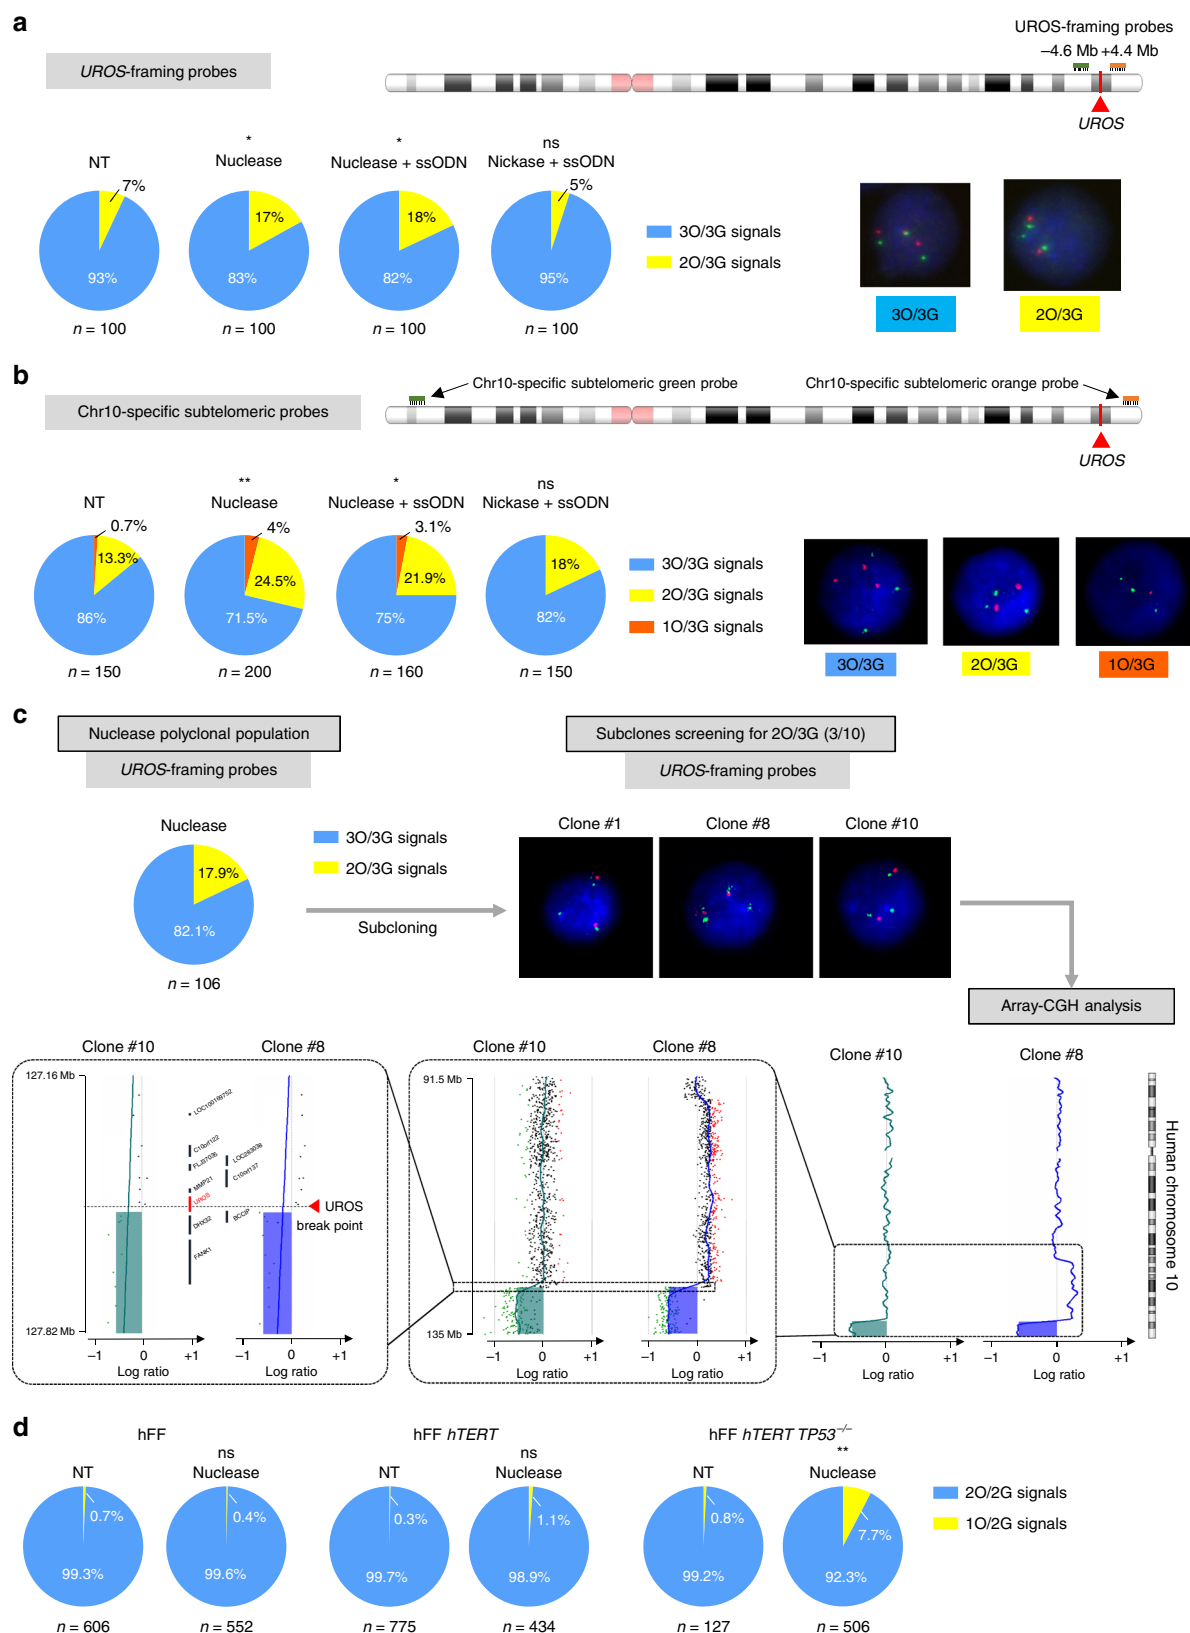 a
UROS-framing probes
UROS-framing probes
−4.6 Mb +4.4 Mb
UROS
NT
7%
93%
n = 100
*
Nuclease
17%
83%
n = 100
*
Nuclease + ssODN
18%
82%
n = 100
ns
Nickase + ssODN
5%
95%
n = 100
3O/3G signals
2O/3G signals
3O/3G
2O/3G
b
Chr10-specific subtelomeric probes
Chr10-specific subtelomeric green probe
Chr10-specific subtelomeric orange probe
UROS
NT
0.7%
13.3%
86%
n = 150
**
Nuclease
4%
24.5%
71.5%
n = 200
*
Nuclease + ssODN
3.1%
21.9%
75%
n = 160
ns
Nickase + ssODN
18%
82%
n = 150
3O/3G signals
2O/3G signals
1O/3G signals
3O/3G
2O/3G
1O/3G
c
Nuclease polyclonal population
UROS-framing probes
Subclones screening for 2O/3G (3/10)
UROS-framing probes
Nuclease
17.9%
82.1%
n = 106
3O/3G signals
2O/3G signals
Subcloning
Clone #1
Clone #8
Clone #10
Array-CGH analysis
Clone #10
Clone #8
127.16 Mb
LOC100169752
C10orf122
FLJ37035
LOC283038
C10orf137
MMP21
UROS
DHX32
BCCIP
FANK1
UROS
break point
127.82 Mb
−1 0 +1
Log ratio
−1 0 +1
Log ratio
Clone #10
Clone #8
91.5 Mb
135 Mb
−1 0 +1
Log ratio
−1 0 +1
Log ratio
Clone #10
Clone #8
−1 0 +1
Log ratio
−1 0 +1
Log ratio
Human chromosome 10
d
hFF
NT
0.7%
99.3%
n = 606
ns
Nuclease
0.4%
99.6%
n = 552
hFF hTERT
NT
0.3%
99.7%
n = 775
ns
Nuclease
1.1%
98.9%
n = 434
hFF hTERT TP53−/−
NT
0.8%
99.2%
n = 127
**
Nuclease
7.7%
92.3%
n = 506
2O/2G signals
1O/2G signals